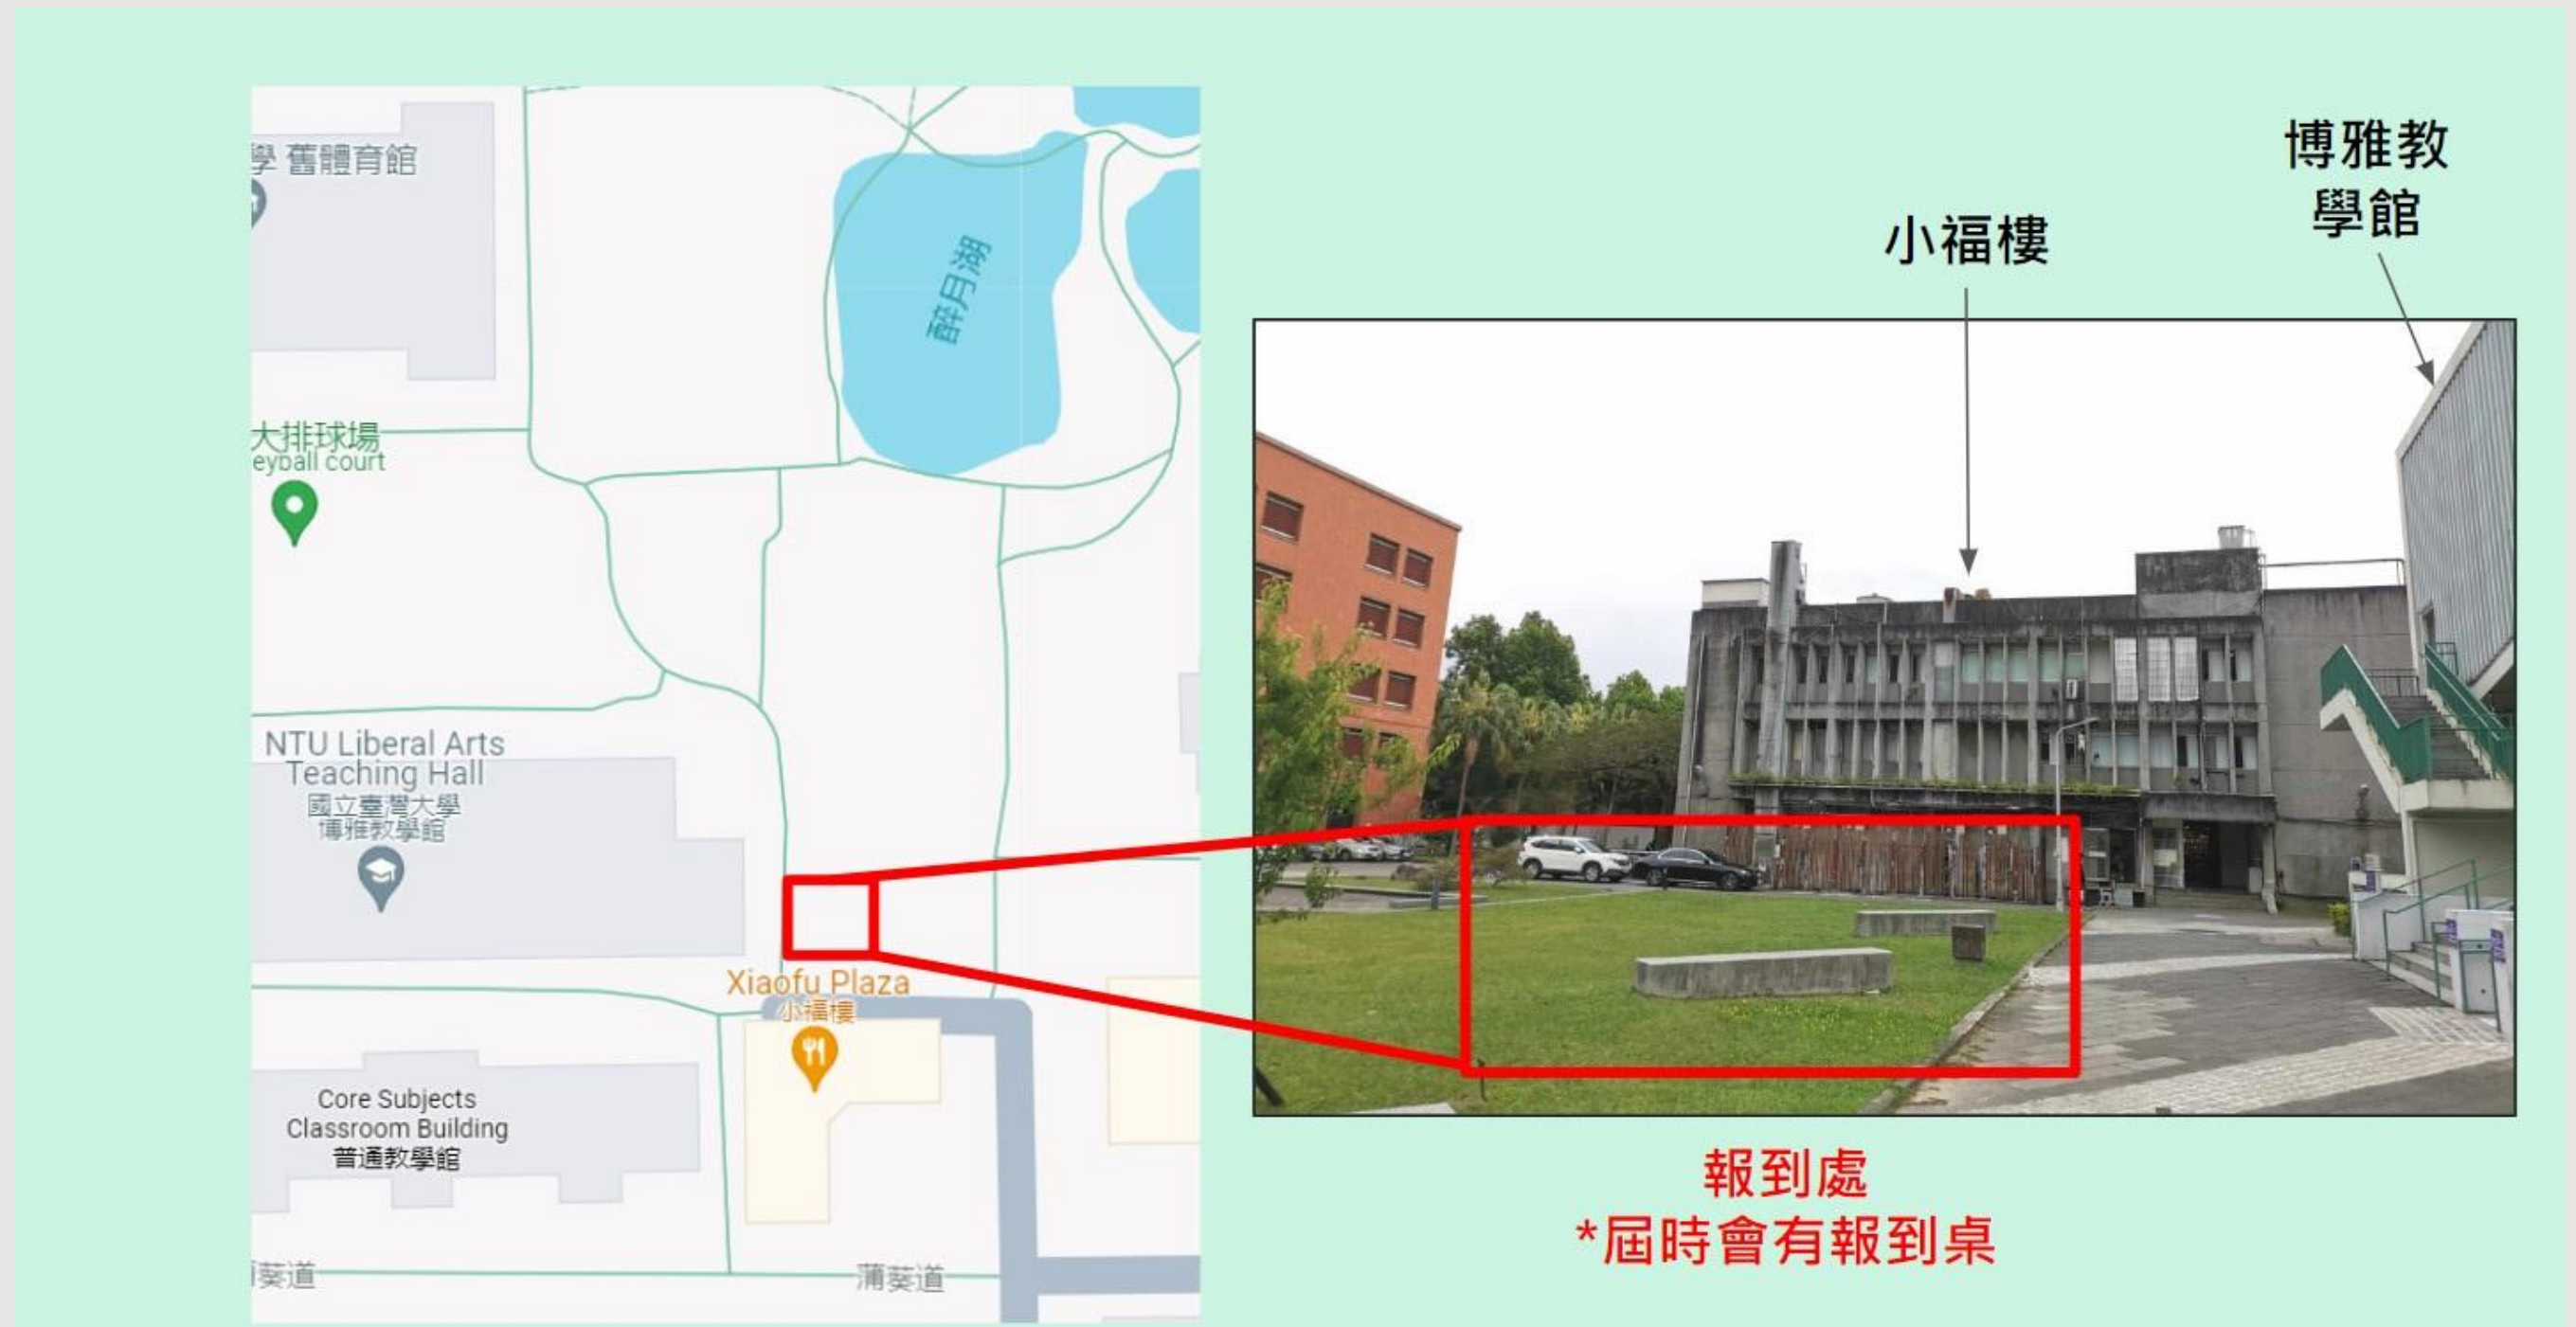 學 舊體育館
醉月湖
大排球場
eyball court
NTU Liberal Arts
Teaching Hall
國立臺灣大學
博雅教學館
Xiaofu Plaza
小福樓
Core Subjects
Classroom Building
普通教學館
葵道
蒲葵道
博雅教
學館
小福樓
報到處
*屆時會有報到桌